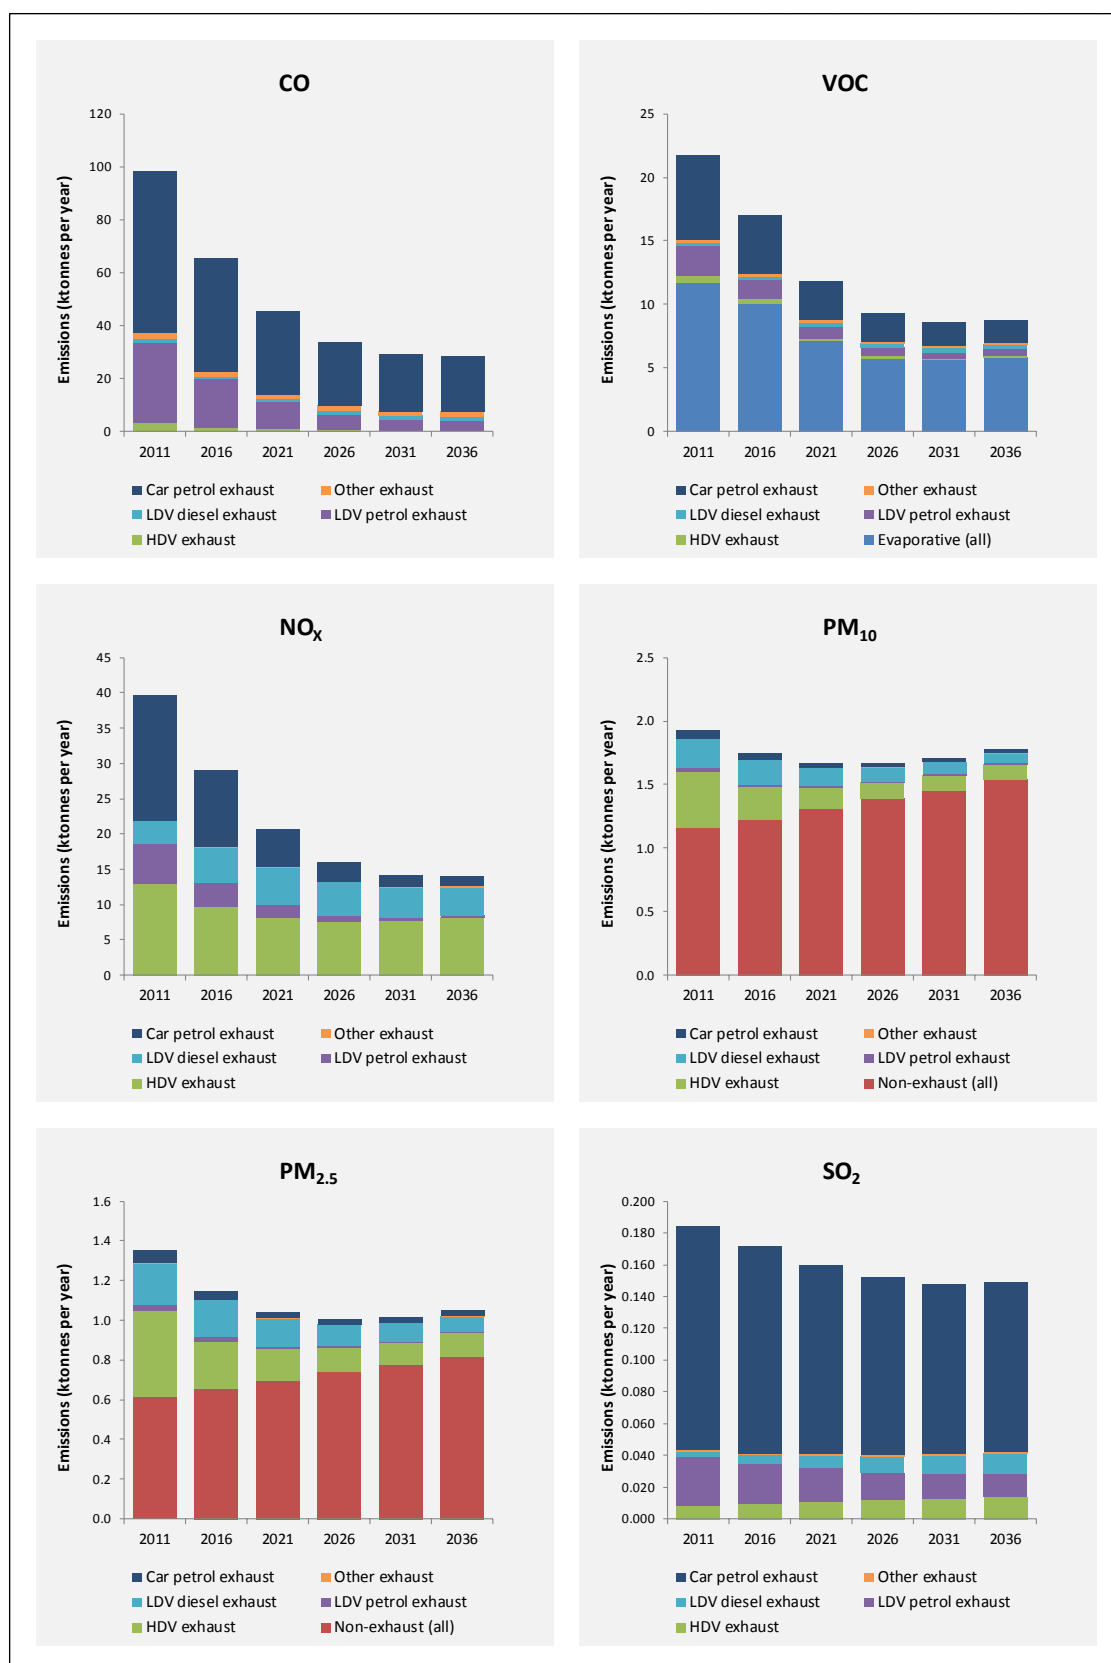 CO
Emissions (ktonnes per year)
120
100
80
60
40
20
0
2011 2016 2021 2026 2031 2036
Car petrol exhaust Other exhaust
LDV diesel exhaust LDV petrol exhaust
HDV exhaust
VOC
Emissions (ktonnes per year)
25
20
15
10
5
0
2011 2016 2021 2026 2031 2036
Car petrol exhaust Other exhaust
LDV diesel exhaust LDV petrol exhaust
HDV exhaust Evaporative (all)
NOX
Emissions (ktonnes per year)
45
40
35
30
25
20
15
10
5
0
2011 2016 2021 2026 2031 2036
Car petrol exhaust Other exhaust
LDV diesel exhaust LDV petrol exhaust
HDV exhaust
PM10
Emissions (ktonnes per year)
2.5
2.0
1.5
1.0
0.5
0.0
2011 2016 2021 2026 2031 2036
Car petrol exhaust Other exhaust
LDV diesel exhaust LDV petrol exhaust
HDV exhaust Non-exhaust (all)
PM2.5
Emissions (ktonnes per year)
1.6
1.4
1.2
1.0
0.8
0.6
0.4
0.2
0.0
2011 2016 2021 2026 2031 2036
Car petrol exhaust Other exhaust
LDV diesel exhaust LDV petrol exhaust
HDV exhaust Non-exhaust (all)
SO2
Emissions (ktonnes per year)
0.200
0.180
0.160
0.140
0.120
0.100
0.080
0.060
0.040
0.020
0.000
2011 2016 2021 2026 2031 2036
Car petrol exhaust Other exhaust
LDV diesel exhaust LDV petrol exhaust
HDV exhaust